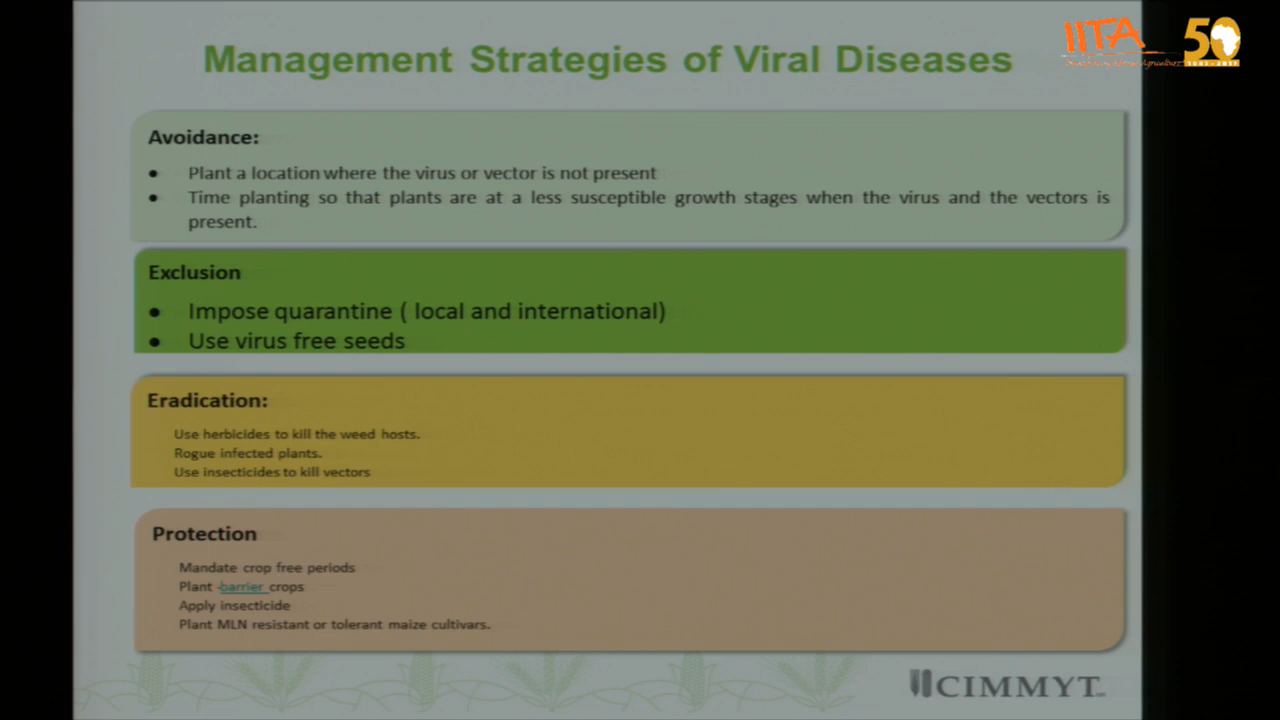 IITA
50
Management Strategies of Viral Diseases
Avoidance:
• Plant a location where the virus or vector is not present
• Time planting so that plants are at a less susceptible growth stages when the virus and the vectors is
present.
Exclusion
• Impose quarantine ( local and international)
• Use virus free seeds
Eradication:
Use herbicides to kill the weed hosts.
Rogue infected plants.
Use insecticides to kill vectors
Protection
Mandate crop free periods
Plant -barrier crops
Apply insecticide
Plant MLN resistant or tolerant maize cultivars.
CIMMYT